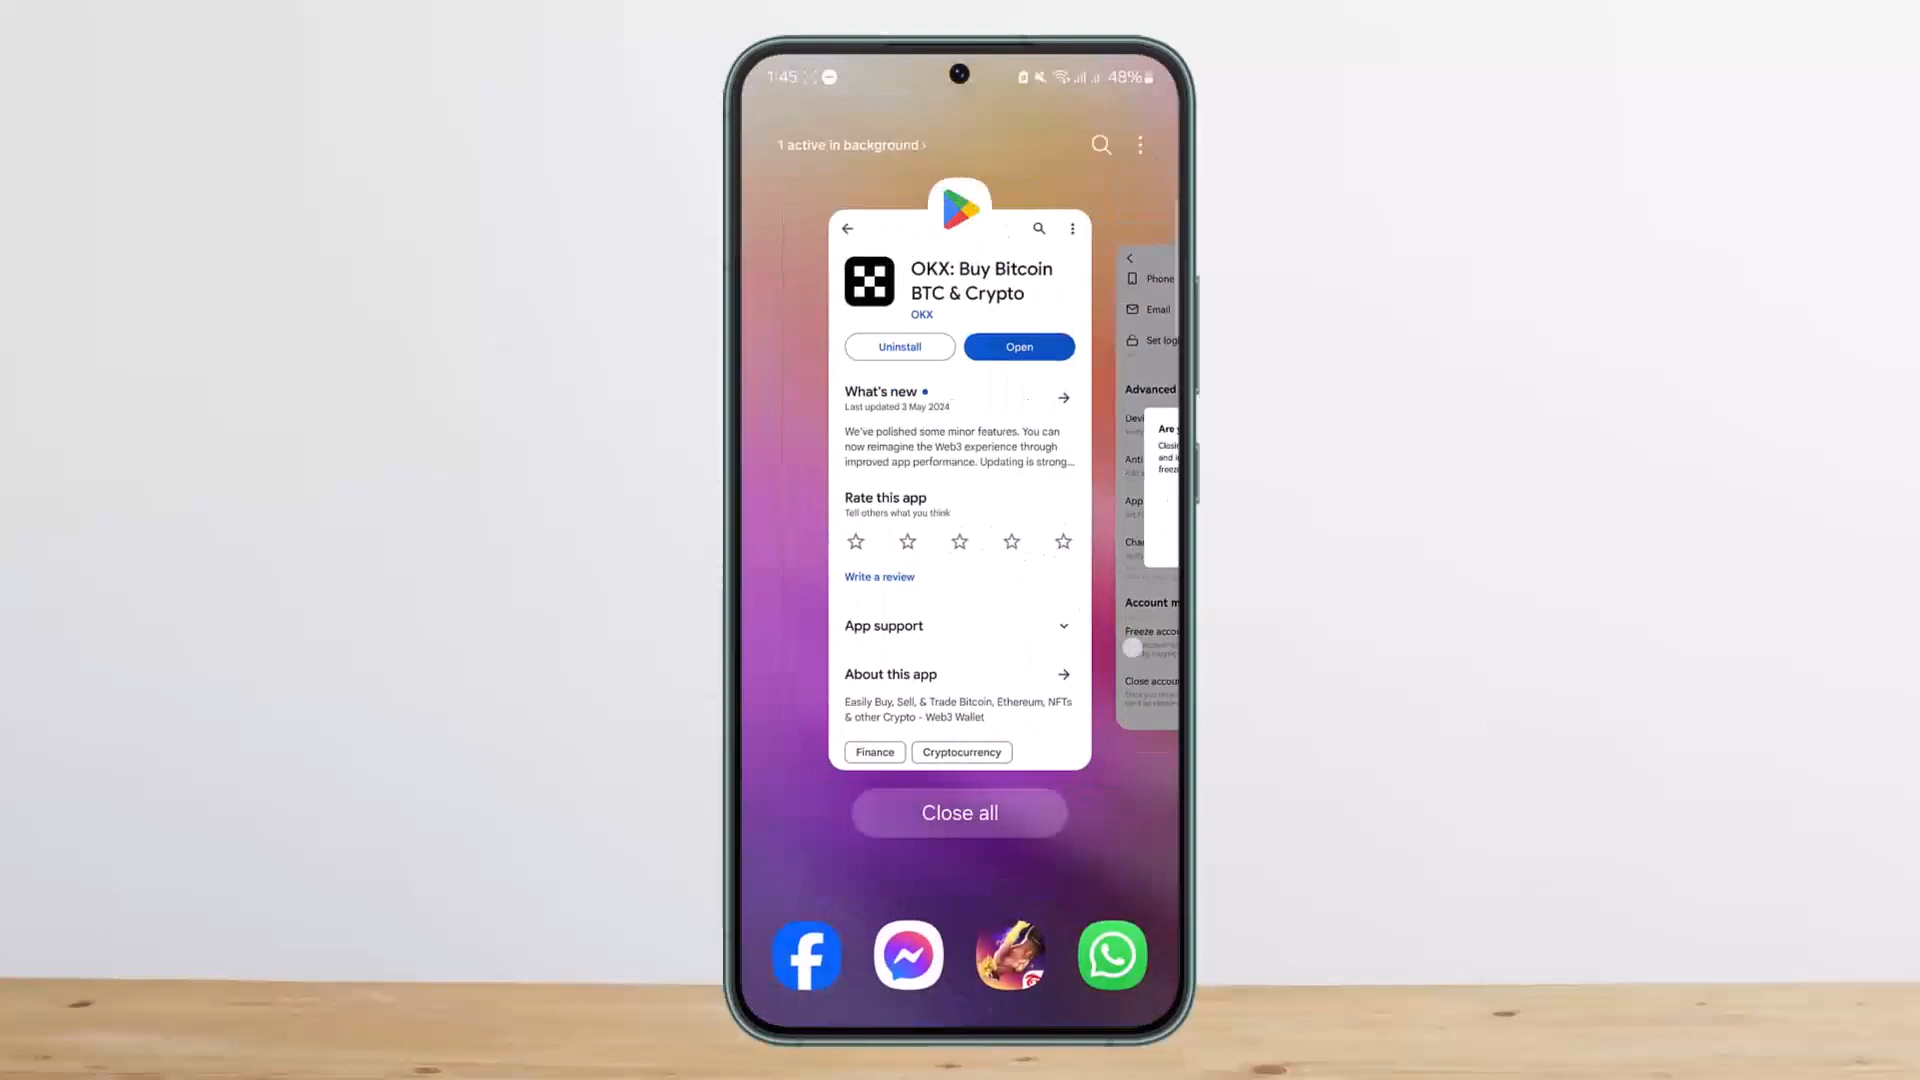 1:45
48%
1 active in background ›
OKX: Buy Bitcoin
BTC & Crypto
OKX
Uninstall
Open
What's new
Last updated 3 May 2024
We've polished some minor features. You can
now reimagine the Web3 experience through
improved app performance. Updating is strong...
Rate this app
Tell others what you think
Write a review
App support
About this app
Easily Buy, Sell, & Trade Bitcoin, Ethereum, NFTs
& other Crypto - Web3 Wallet
Finance
Cryptocurrency
Phone
Email
Set
Advanced
Are
and
Account
Freeze
Close
Close all